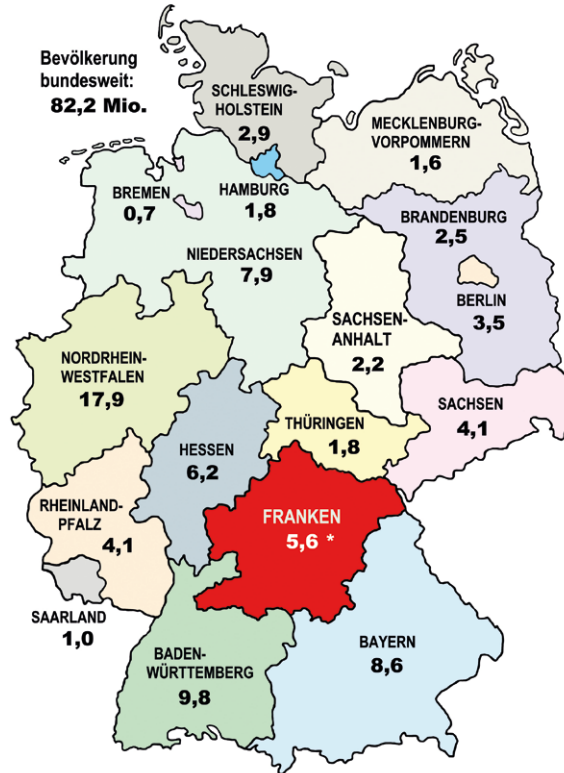 Bevölkerung
bundesweit:
82,2 Mio.
SCHLESWIG-
HOLSTEIN
2,9
MECKLENBURG-
VORPOMMERN
1,6
HAMBURG
1,8
BREMEN
0,7
BRANDENBURG
2,5
NIEDERSACHSEN
7,9
BERLIN
3,5
SACHSEN-
ANHALT
2,2
NORDRHEIN-
WESTFALEN
17,9
SACHSEN
4,1
THÜRINGEN
1,8
HESSEN
6,2
RHEINLAND-
PFALZ
4,1
FRANKEN
5,6 *
SAARLAND
1,0
BADEN-
WÜRTTEMBERG
9,8
BAYERN
8,6